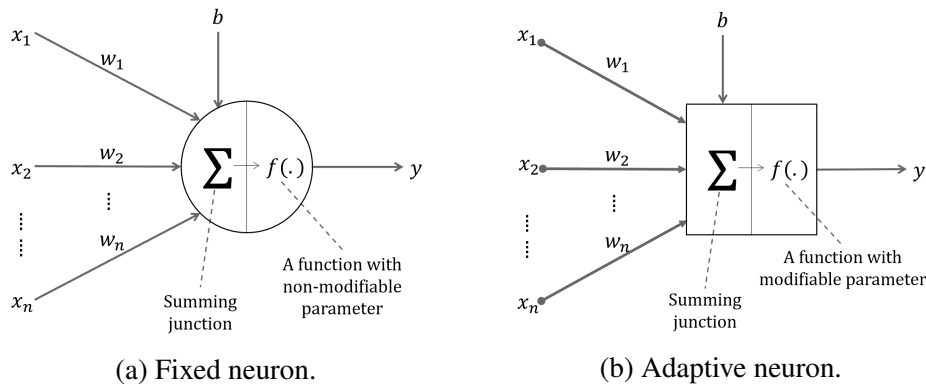 b
x₁
w₁
x₂
w₂
Σ
f(.)
y
wₙ
xₙ
Summing
junction
A function with
non-modifiable
parameter
(a) Fixed neuron.
b
x₁
w₁
x₂
w₂
Σ
f(.)
y
wₙ
xₙ
Summing
junction
A function with
modifiable parameter
(b) Adaptive neuron.